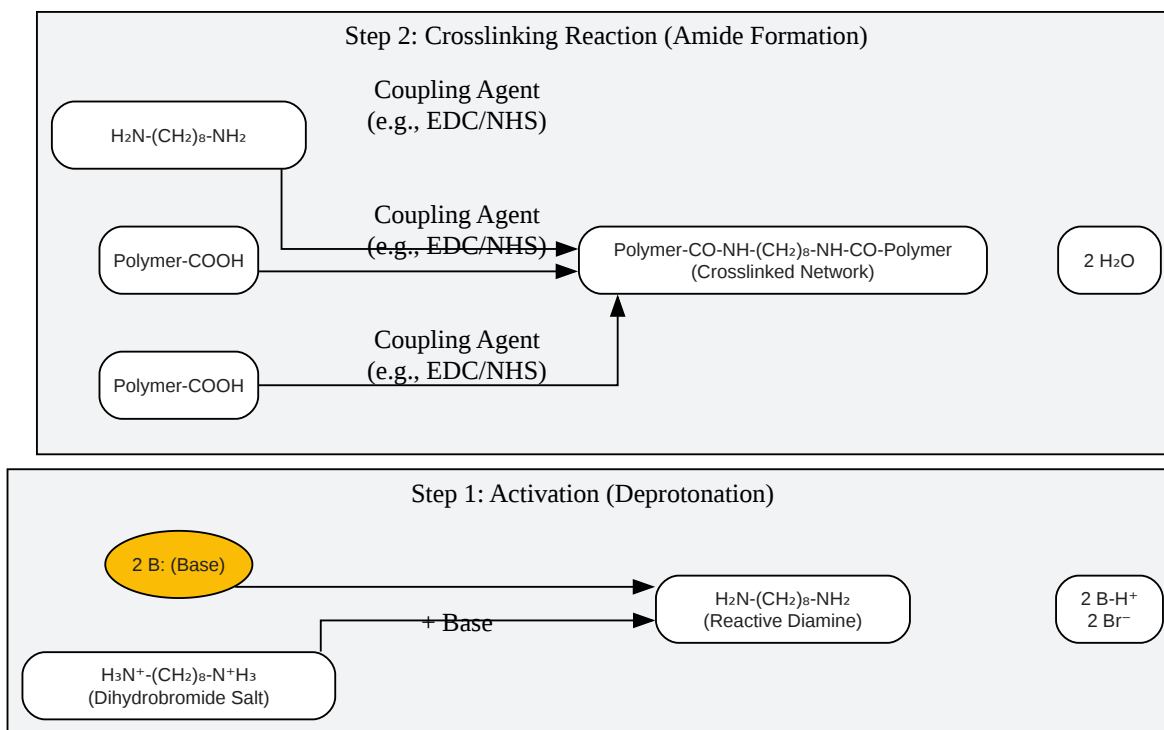 Step 2: Crosslinking Reaction (Amide Formation)
Coupling Agent
(e.g., EDC/NHS)
H₂N-(CH₂)₈-NH₂
Coupling Agent
(e.g., EDC/NHS)
Polymer-COOH
Polymer-CO-NH-(CH₂)₈-NH-CO-Polymer
(Crosslinked Network)
2 H₂O
Coupling Agent
(e.g., EDC/NHS)
Polymer-COOH
Step 1: Activation (Deprotonation)
2 B: (Base)
H₂N-(CH₂)₈-NH₂
(Reactive Diamine)
2 B-H⁺
2 Br⁻
+ Base
H₃N⁺-(CH₂)₈-N⁺H₃
(Dihydrobromide Salt)